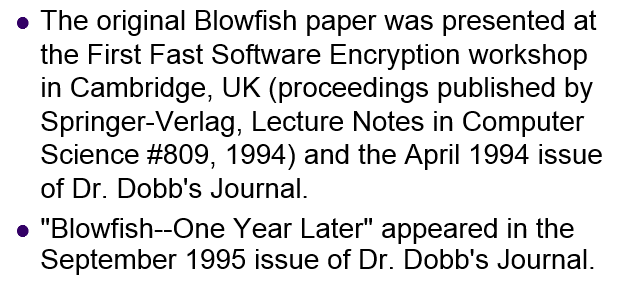 The original Blowfish paper was presented at
the First Fast Software Encryption workshop
in Cambridge, UK (proceedings published by
Springer-Verlag, Lecture Notes in Computer
Science #809, 1994) and the April 1994 issue
of Dr. Dobb's Journal.
"Blowfish--One Year Later" appeared in the
September 1995 issue of Dr. Dobb's Journal.